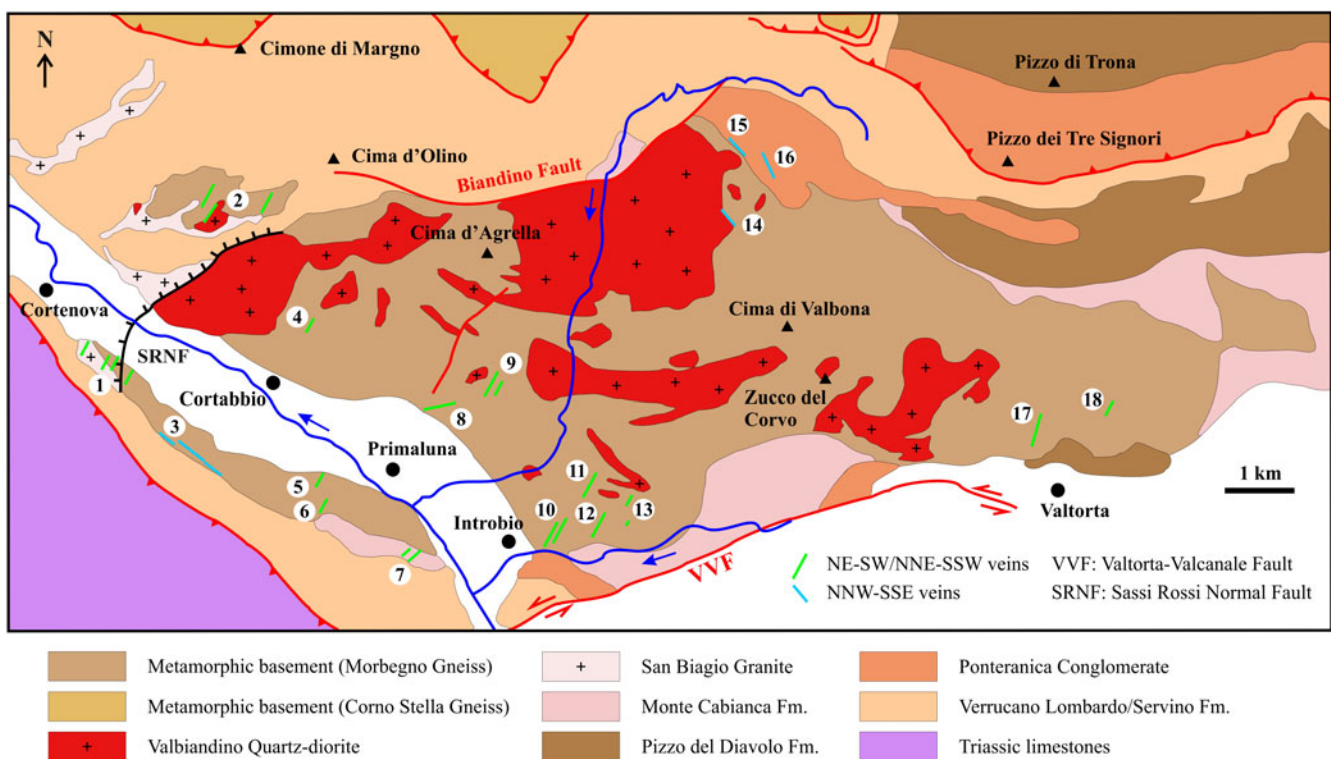 N
Cimone di Margno
Pizzo di Trona
Pizzo dei Tre Signori
15
16
Cima d'Olino
Biandino Fault
2
14
Cima d'Agrella
Cortenova
4
Cima di Valbona
SRNF
1
9
Cortabbio
Zucco del
Corvo
8
17
18
3
Primaluna
11
5
6
10
12
13
1 km
Introbio
Valtorta
7
VVF
NE-SW/NNE-SSW veins
VVF: Valtorta-Valcanale Fault
NNW-SSE veins
SRNF: Sassi Rossi Normal Fault
Metamorphic basement (Morbegno Gneiss)
San Biagio Granite
Ponteranica Conglomerate
Metamorphic basement (Corno Stella Gneiss)
Monte Cabianca Fm.
Verrucano Lombardo/Servino Fm.
Valbiandino Quartz-diorite
Pizzo del Diavolo Fm.
Triassic limestones